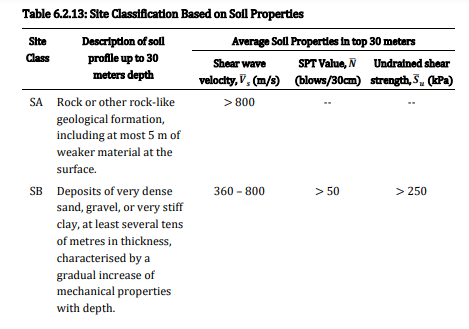 Table 6.2.13: Site Classification Based on Soil Properties
Site Class
Description of soil profile up to 30 meters depth
Average Soil Properties in top 30 meters
Shear wave velocity, V̅s (m/s)
SPT Value, N̅ (blows/30cm)
Undrained shear strength, S̅u (kPa)
SA Rock or other rock-like > 800 -- --
geological formation,
including at most 5 m of
weaker material at the
surface.
SB Deposits of very dense 360 – 800 > 50 > 250
sand, gravel, or very stiff
clay, at least several tens
of metres in thickness,
characterised by a
gradual increase of
mechanical properties
with depth.